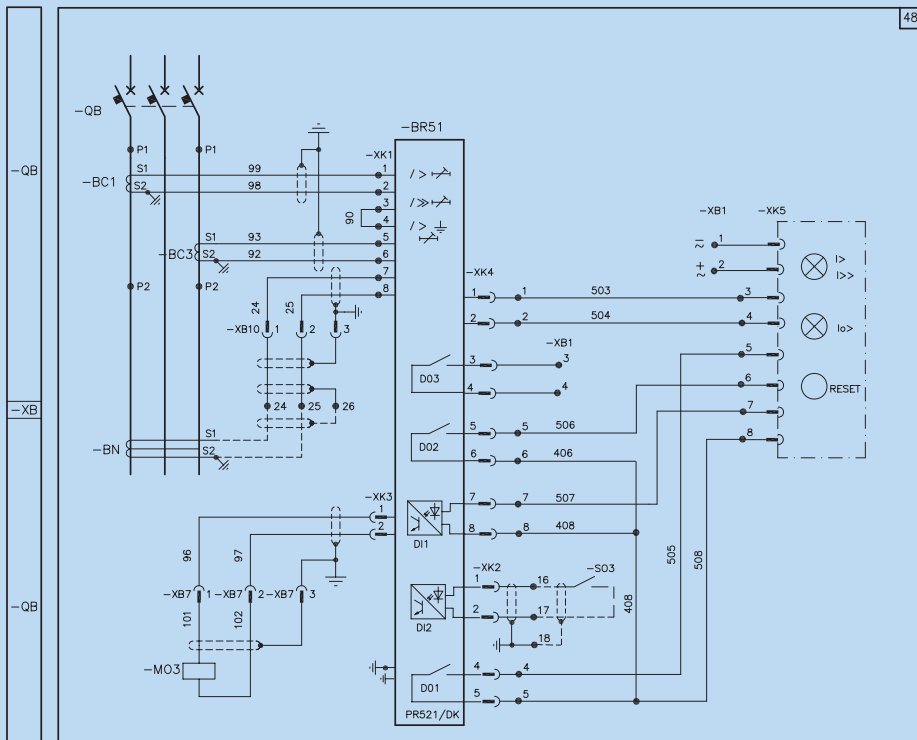 48
-QB
-QB
-BR51
P1
P1
-XK1
S1
99
1
I >
-QB
-BC1
S2
98
2
3
I >>
90
4
I >
-XB1
-XK5
S1
93
5
-BC3
S2
92
6
1
I>
I>>
-XK4
7
2
P2
P2
8
24
25
1
1
503
3
-XB10
1
2
3
2
2
504
4
Io>
-XB1
5
3
3
D03
4
4
6
RESET
24
25
26
-XB
5
5
506
7
S1
D02
-BN
S2
6
6
406
8
-XK3
7
7
507
1
2
8
8
408
DI1
96
97
505
508
-XK2
-SO3
1
16
408
-XB7
1
-XB7
2
-XB7
3
-QB
101
102
2
17
DI2
18
-MO3
4
4
D01
5
5
PR521/DK